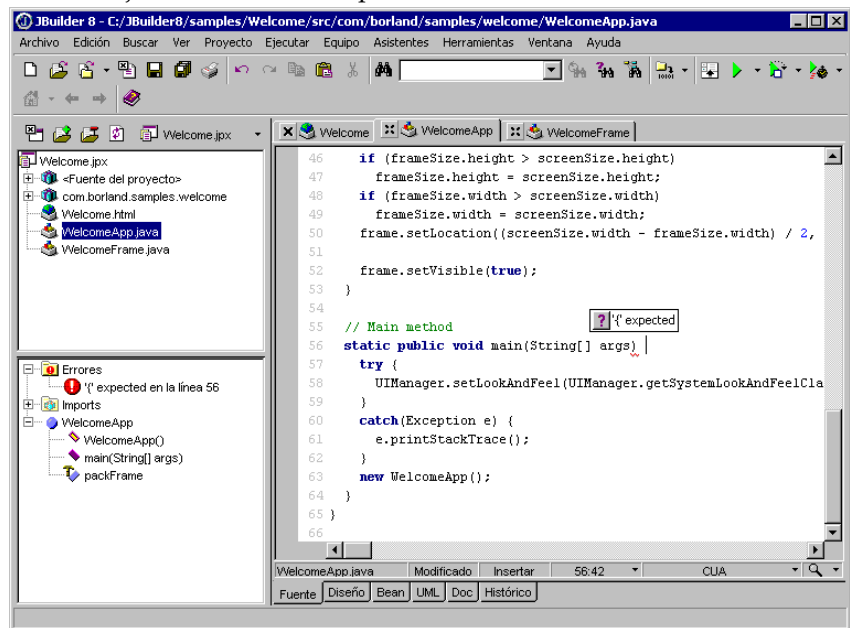 JBuilder 8 - C:/JBuilder8/samples/Welcome/src/com/borland/samples/welcome/WelcomeApp.java
Archivo Edición Buscar Ver Proyecto Ejecutar Equipo Asistentes Herramientas Ventana Ayuda
Welcome.jpx
Welcome.jpx
<Fuente del proyecto>
com.borland.samples.welcome
Welcome.html
WelcomeApp.java
WelcomeFrame.java
Errores
'{' expected en la línea 56
Imports
WelcomeApp
WelcomeApp()
main(String[] args)
packFrame
Welcome WelcomeApp WelcomeFrame
46 if (frameSize.height > screenSize.height)
47 frameSize.height = screenSize.height;
48 if (frameSize.width > screenSize.width)
49 frameSize.width = screenSize.width;
50 frame.setLocation((screenSize.width - frameSize.width) / 2,
51
52 frame.setVisible(true);
53 }
54
'{' expected
55 // Main method
56 static public void main(String[] args)
57 try {
58 UIManager.setLookAndFeel(UIManager.getSystemLookAndFeelCla
59 }
60 catch(Exception e) {
61 e.printStackTrace();
62 }
63 new WelcomeApp();
64 }
65 }
66
WelcomeApp.java Modificado Insertar 56:42 CUA
Fuente Diseño Bean UML Doc Histórico